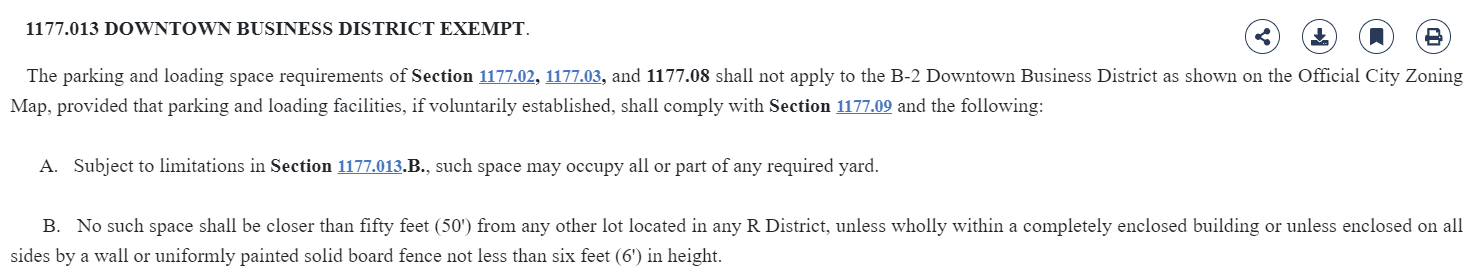 1177.013 DOWNTOWN BUSINESS DISTRICT EXEMPT.
The parking and loading space requirements of Section 1177.02, 1177.03, and 1177.08 shall not apply to the B-2 Downtown Business District as shown on the Official City Zoning
Map, provided that parking and loading facilities, if voluntarily established, shall comply with Section 1177.09 and the following:
A. Subject to limitations in Section 1177.013.B., such space may occupy all or part of any required yard.
B. No such space shall be closer than fifty feet (50') from any other lot located in any R District, unless wholly within a completely enclosed building or unless enclosed on all
sides by a wall or uniformly painted solid board fence not less than six feet (6') in height.